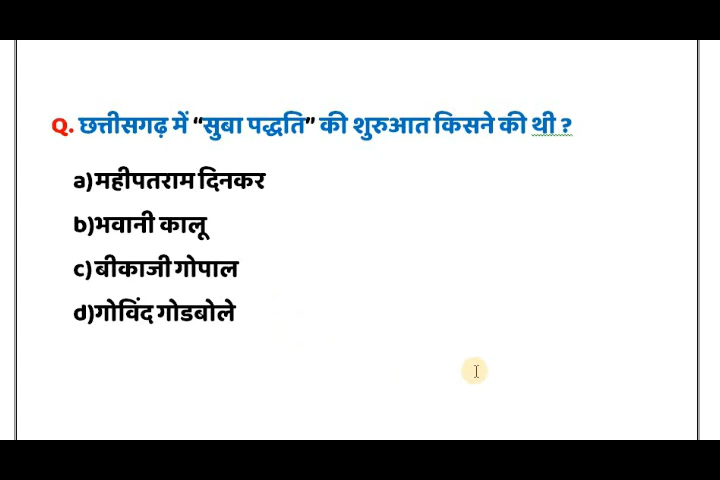 Q. छत्तीसगढ़ में “सुबा पद्धति” की शुरुआत किसने की थी ?
a)महीपतराम दिनकर
b)भवानी कालू
c)बीकाजी गोपाल
d)गोविंद गोडबोले